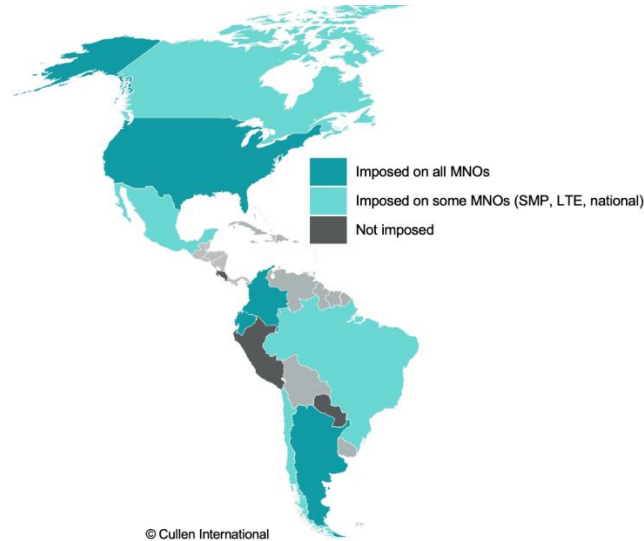 Imposed on all MNOs
Imposed on some MNOs (SMP, LTE, national)
Not imposed
© Cullen International